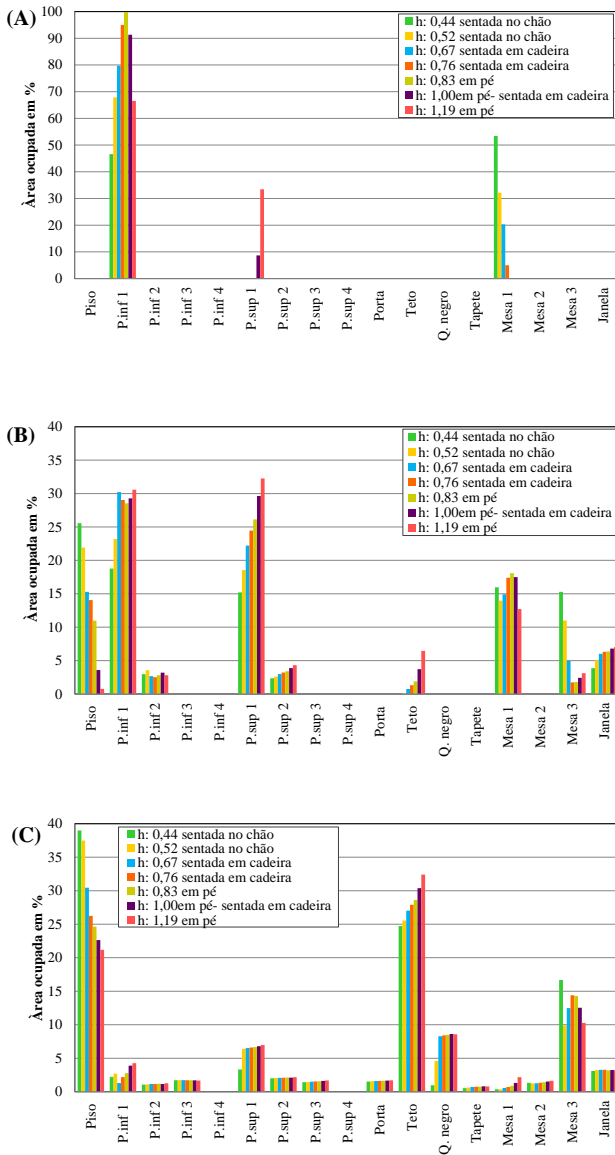 (A)
Àrea ocupada em %
100
90
80
70
60
50
40
30
20
10
0
h: 0,44 sentada no chão
h: 0,52 sentada no chão
h: 0,67 sentada em cadeira
h: 0,76 sentada em cadeira
h: 0,83 em pé
h: 1,00em pé- sentada em cadeira
h: 1,19 em pé
Piso
P.inf 1
P.inf 2
P.inf 3
P.inf 4
P.sup 1
P.sup 2
P.sup 3
P.sup 4
Porta
Teto
Q. negro
Tapete
Mesa 1
Mesa 2
Mesa 3
Janela
(B)
Àrea ocupada em %
40
35
30
25
20
15
10
5
0
h: 0,44 sentada no chão
h: 0,52 sentada no chão
h: 0,67 sentada em cadeira
h: 0,76 sentada em cadeira
h: 0,83 em pé
h: 1,00em pé- sentada em cadeira
h: 1,19 em pé
Piso
P.inf 1
P.inf 2
P.inf 3
P.inf 4
P.sup 1
P.sup 2
P.sup 3
P.sup 4
Porta
Teto
Q. negro
Tapete
Mesa 1
Mesa 2
Mesa 3
Janela
(C)
Àrea ocupada em %
40
35
30
25
20
15
10
5
0
h: 0,44 sentada no chão
h: 0,52 sentada no chão
h: 0,67 sentada em cadeira
h: 0,76 sentada em cadeira
h: 0,83 em pé
h: 1,00em pé- sentada em cadeira
h: 1,19 em pé
Piso
P.inf 1
P.inf 2
P.inf 3
P.inf 4
P.sup 1
P.sup 2
P.sup 3
P.sup 4
Porta
Teto
Q. negro
Tapete
Mesa 1
Mesa 2
Mesa 3
Janela